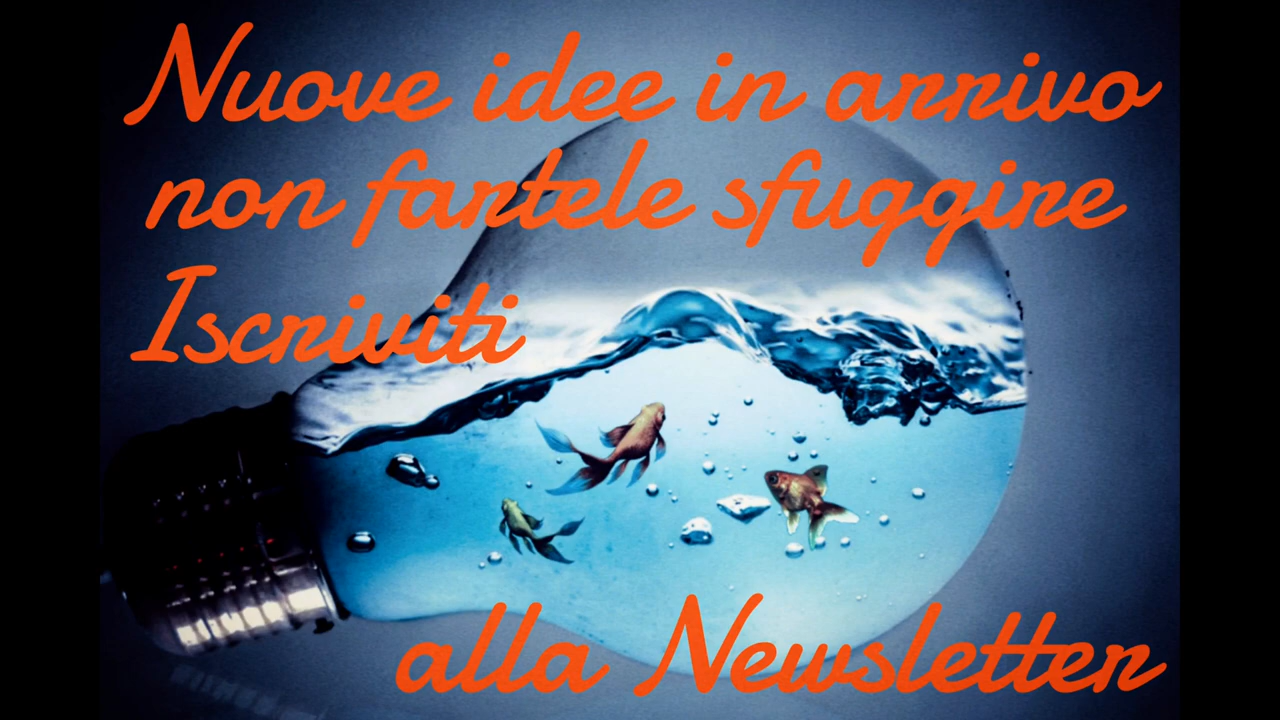 Nuove idee in arrivo
non fartele sfuggire
Iscriviti
alla Newsletter